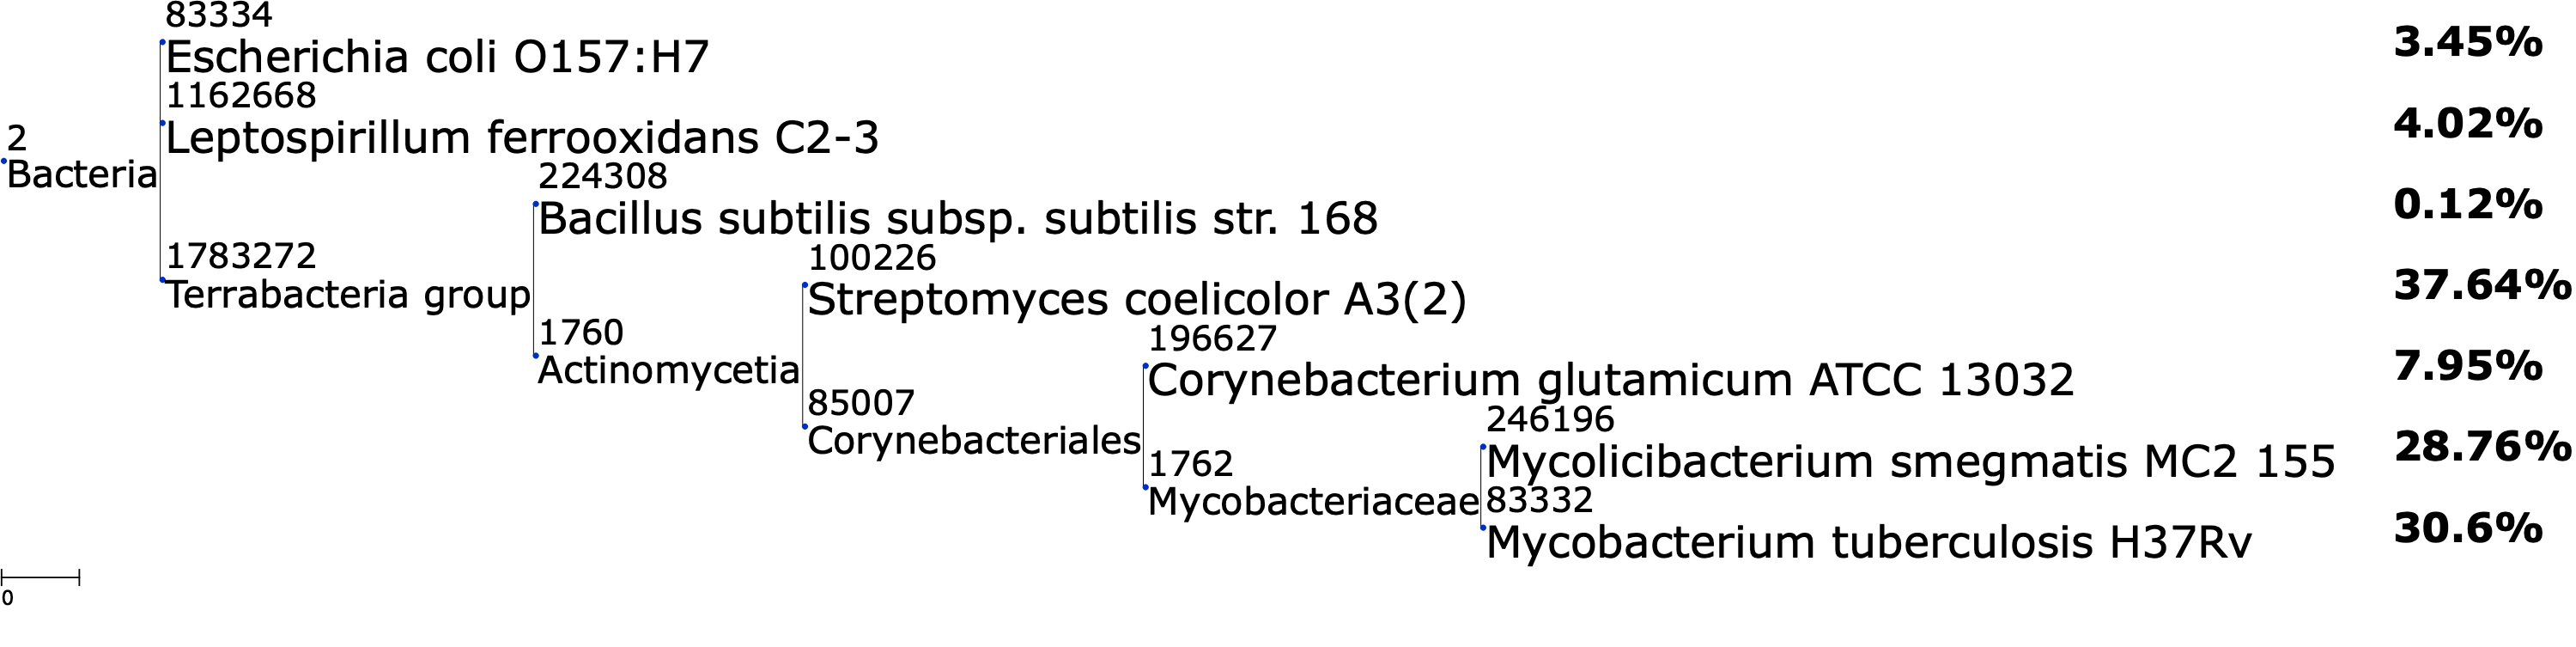 83334
Escherichia coli O157:H7
3.45%
1162668
Leptospirillum ferrooxidans C2-3
4.02%
2
Bacteria
224308
Bacillus subtilis subsp. subtilis str. 168
0.12%
1783272
Terrabacteria group
100226
Streptomyces coelicolor A3(2)
37.64%
1760
Actinomycetia
196627
Corynebacterium glutamicum ATCC 13032
7.95%
85007
Corynebacteriales
246196
Mycolicibacterium smegmatis MC2 155
28.76%
1762
Mycobacteriaceae
83332
Mycobacterium tuberculosis H37Rv
30.6%
0